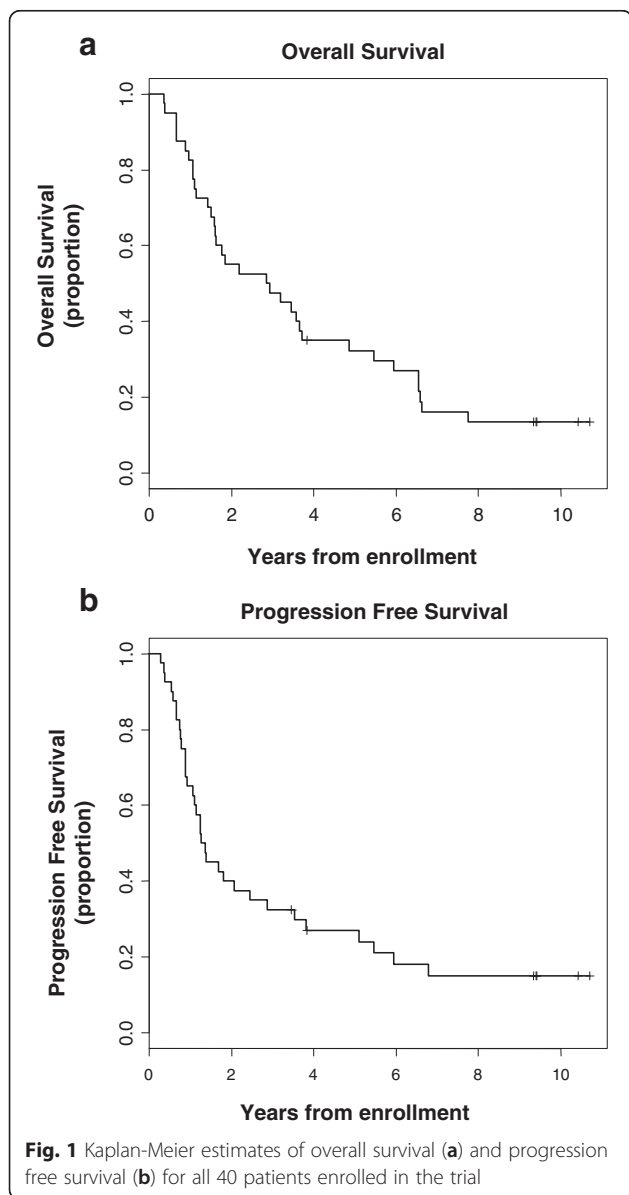 a
Overall Survival
Overall Survival
(proportion)
1.0
0.8
0.6
0.4
0.2
0.0
0 2 4 6 8 10
Years from enrollment
b
Progression Free Survival
Progression Free Survival
(proportion)
1.0
0.8
0.6
0.4
0.2
0.0
0 2 4 6 8 10
Years from enrollment
Fig. 1 Kaplan-Meier estimates of overall survival (a) and progression
free survival (b) for all 40 patients enrolled in the trial